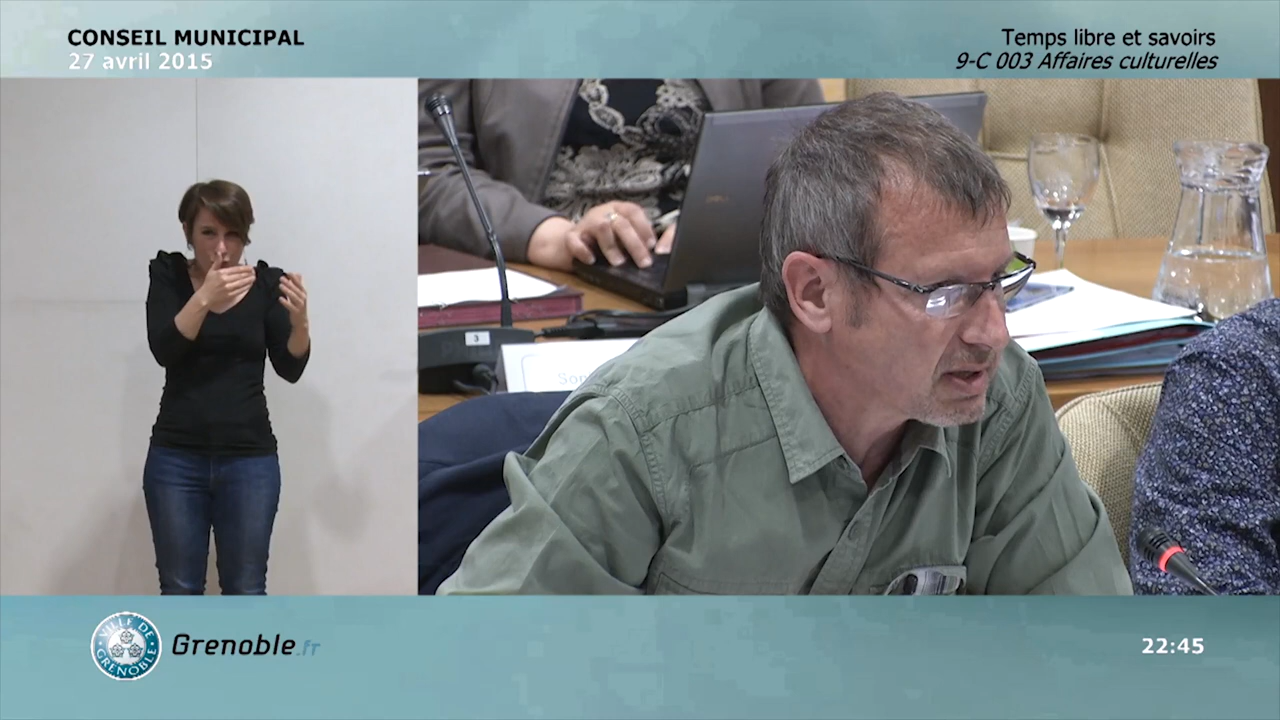 CONSEIL MUNICIPAL
27 avril 2015
Temps libre et savoirs
9-C 003 Affaires culturelles
3
VILLE DE GRENOBLE
Grenoble.fr
22:45